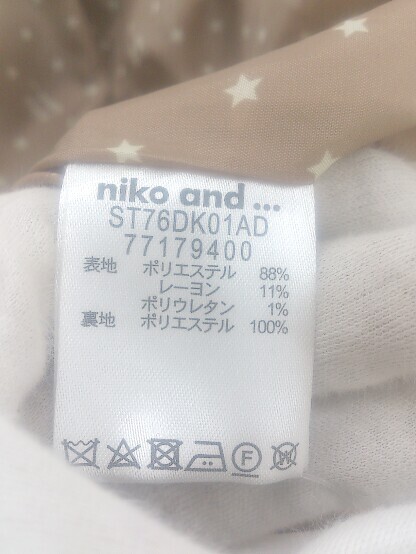 niko and ...
ST76DK01AD
77179400
表地 ポリエステル 88%
レーヨン 11%
ポリウレタン 1%
裏地 ポリエステル 100%
F W